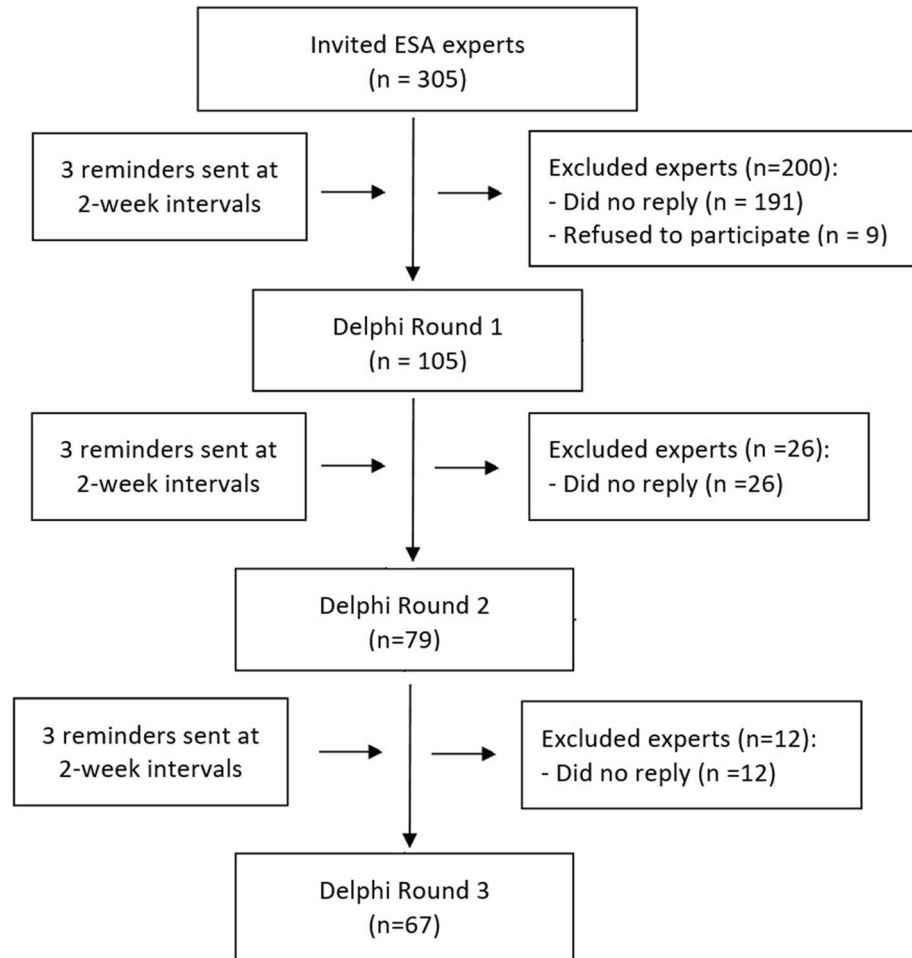 Invited ESA experts
(n = 305)
3 reminders sent at
2-week intervals
Excluded experts (n=200):
- Did no reply (n = 191)
- Refused to participate (n = 9)
Delphi Round 1
(n = 105)
3 reminders sent at
2-week intervals
Excluded experts (n =26):
- Did no reply (n =26)
Delphi Round 2
(n=79)
3 reminders sent at
2-week intervals
Excluded experts (n=12):
- Did no reply (n =12)
Delphi Round 3
(n=67)